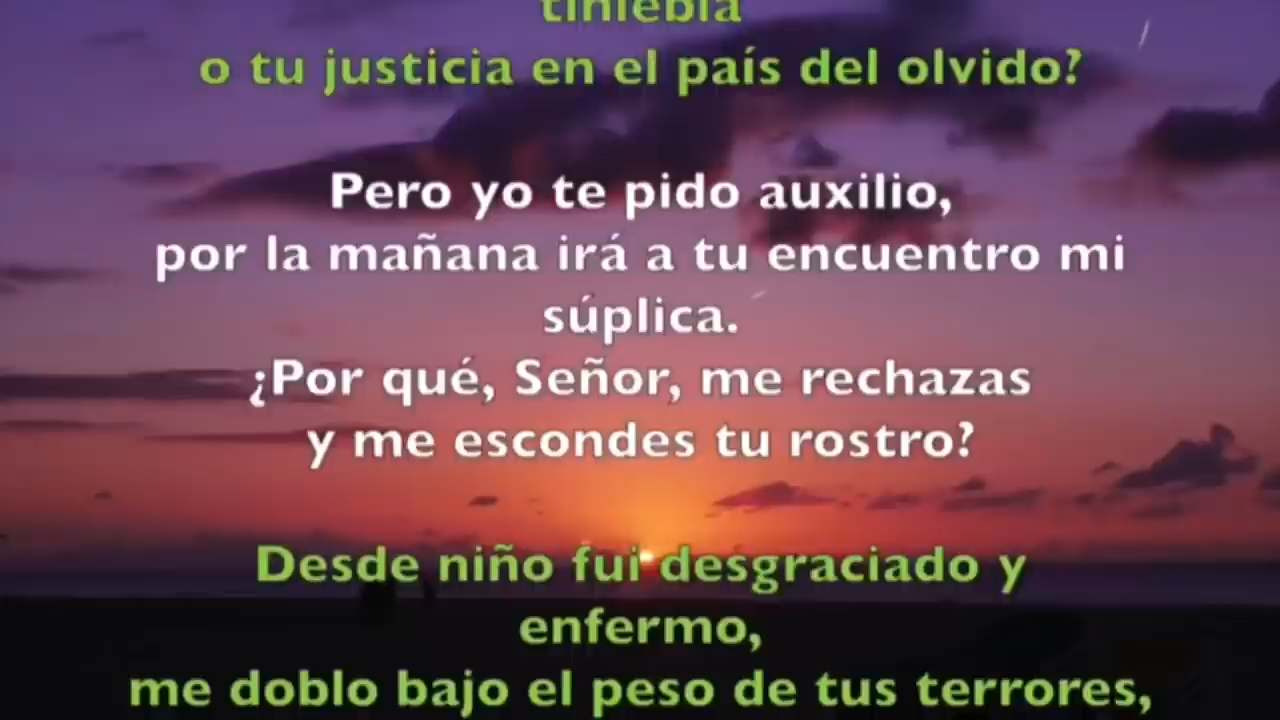 tiniebla
o tu justicia en el país del olvido?
Pero yo te pido auxilio,
por la mañana irá a tu encuentro mi
súplica.
¿Por qué, Señor, me rechazas
y me escondes tu rostro?
Desde niño fui desgraciado y
enfermo,
me doblo bajo el peso de tus terrores,